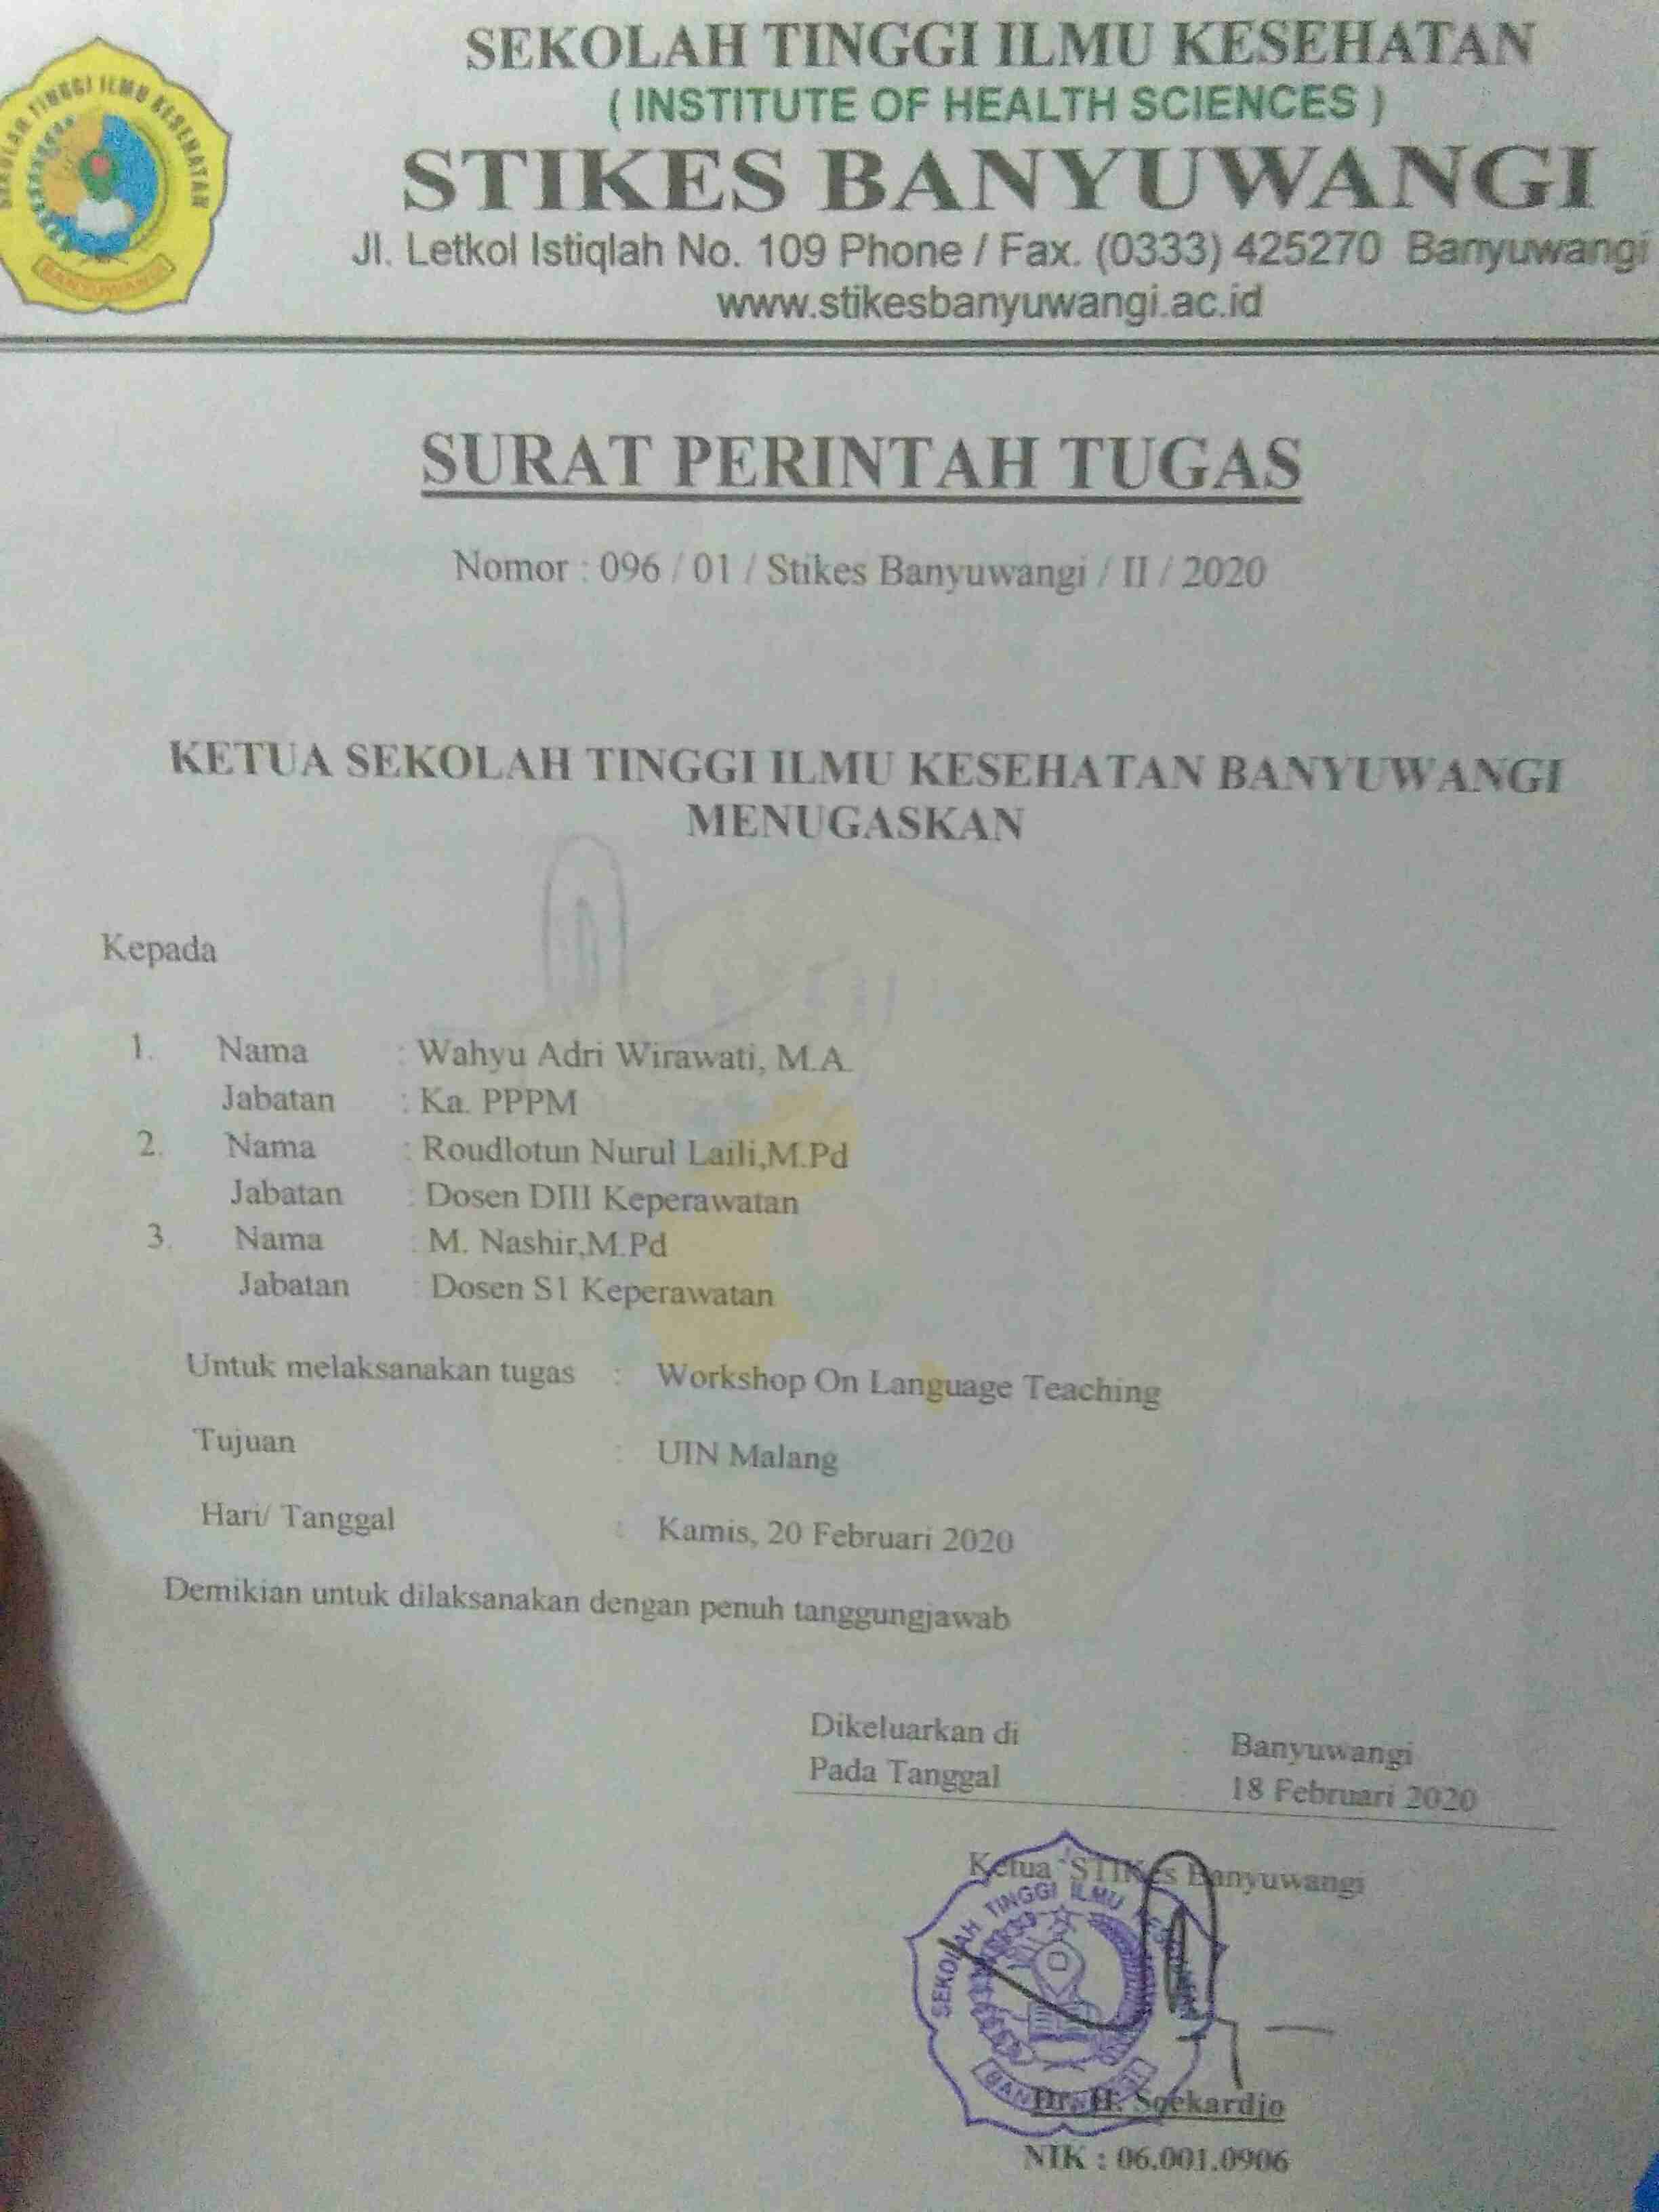 SEKOLAH TINGGI ILMU KESEHATAN
( INSTITUTE OF HEALTH SCIENCES )
STIKES BANYUWANGI
Jl. Letkol Istiqlah No. 109 Phone / Fax. (0333) 425270 Banyuwangi
www.stikesbanyuwangi.ac.id
SEKOLAH TINGGI ILMU KESEHATAN
BANYUWANGI
SURAT PERINTAH TUGAS
Nomor : 096 / 01 / Stikes Banyuwangi / II / 2020
KETUA SEKOLAH TINGGI ILMU KESEHATAN BANYUWANGI
MENUGASKAN
Kepada
1. Nama : Wahyu Adri Wirawati, M.A.
Jabatan : Ka. PPPM
2. Nama : Roudlotun Nurul Laili,M.Pd
Jabatan : Dosen DIII Keperawatan
3. Nama : M. Nashir,M.Pd
Jabatan : Dosen S1 Keperawatan
Untuk melaksanakan tugas : Workshop On Language Teaching
Tujuan : UIN Malang
Hari/ Tanggal : Kamis, 20 Februari 2020
Demikian untuk dilaksanakan dengan penuh tanggungjawab
Dikeluarkan di : Banyuwangi
Pada Tanggal : 18 Februari 2020
Ketua STIKes Banyuwangi
SEKOLAH TINGGI ILMU
Dr. H. Soekardjo
NIK : 06.001.0906